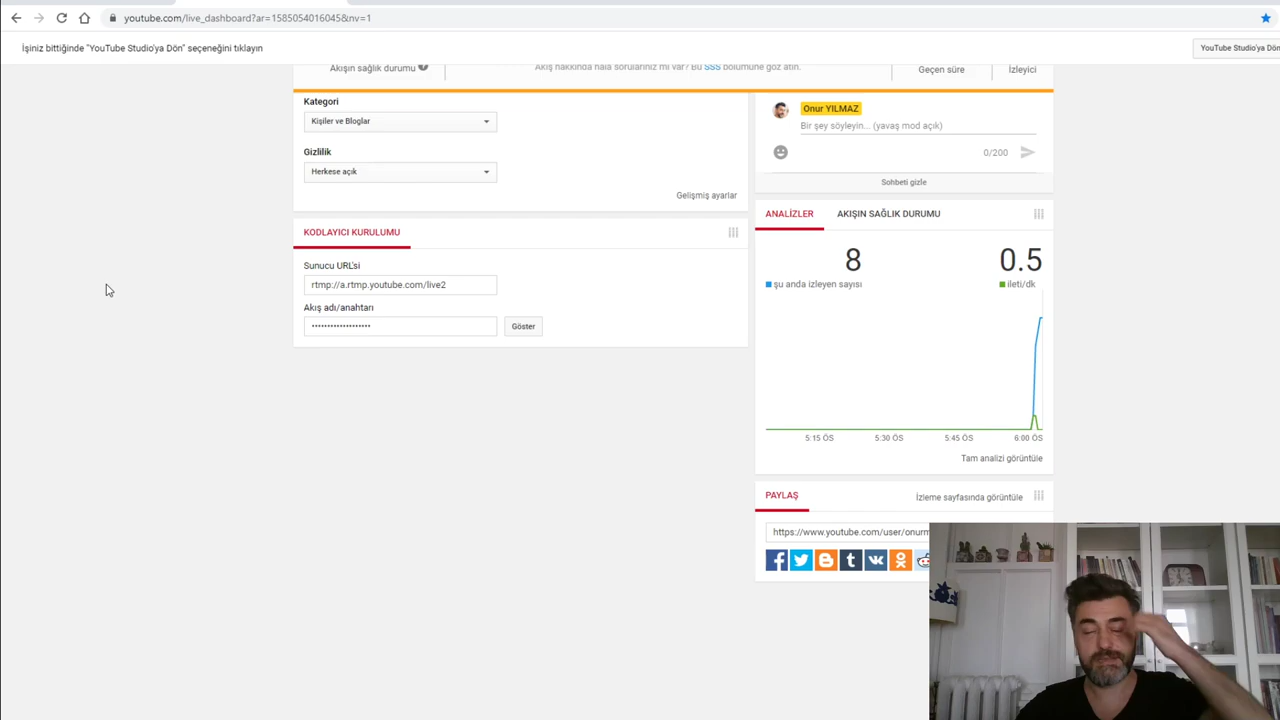 youtube.com/live_dashboard?ar=1585054016045&nv=1
İşiniz bittiğinde "YouTube Studio'ya Dön" seçeneğini tıklayın
YouTube Studio'ya Dön
Akışın sağlık durumu
Akış hakkında hala sorularınız mı var? Bu SSS bölümüne göz atın.
Geçen süre
İzleyici
Kategori
Kişiler ve Bloglar
Gizlilik
Herkese açık
Gelişmiş ayarlar
KODLAYICI KURULUMU
Sunucu URL'si
rtmp://a.rtmp.youtube.com/live2
Akış adı/anahtarı
•••••••••••••••••••
Göster
Onur YILMAZ
Bir şey söyleyin... (yavaş mod açık)
0/200
Sohbeti gizle
ANALİZLER
AKIŞIN SAĞLIK DURUMU
8
0.5
şu anda izleyen sayısı
ileti/dk
5:15 ÖS
5:30 ÖS
5:45 ÖS
6:00 ÖS
Tam analizi görüntüle
PAYLAŞ
İzleme sayfasında görüntüle
https://www.youtube.com/user/onurm